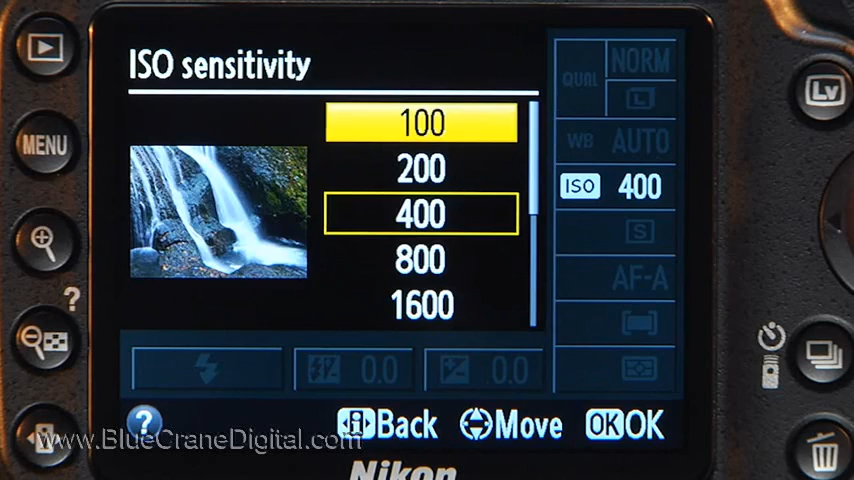 ISO sensitivity
100
200
400
800
1600
QUAL NORM
L
WB AUTO
ISO 400
S
AF-A
0.0
0.0
? i Back Move OK OK
MENU
?
Lv
www.BlueCraneDigital.com
Nikon